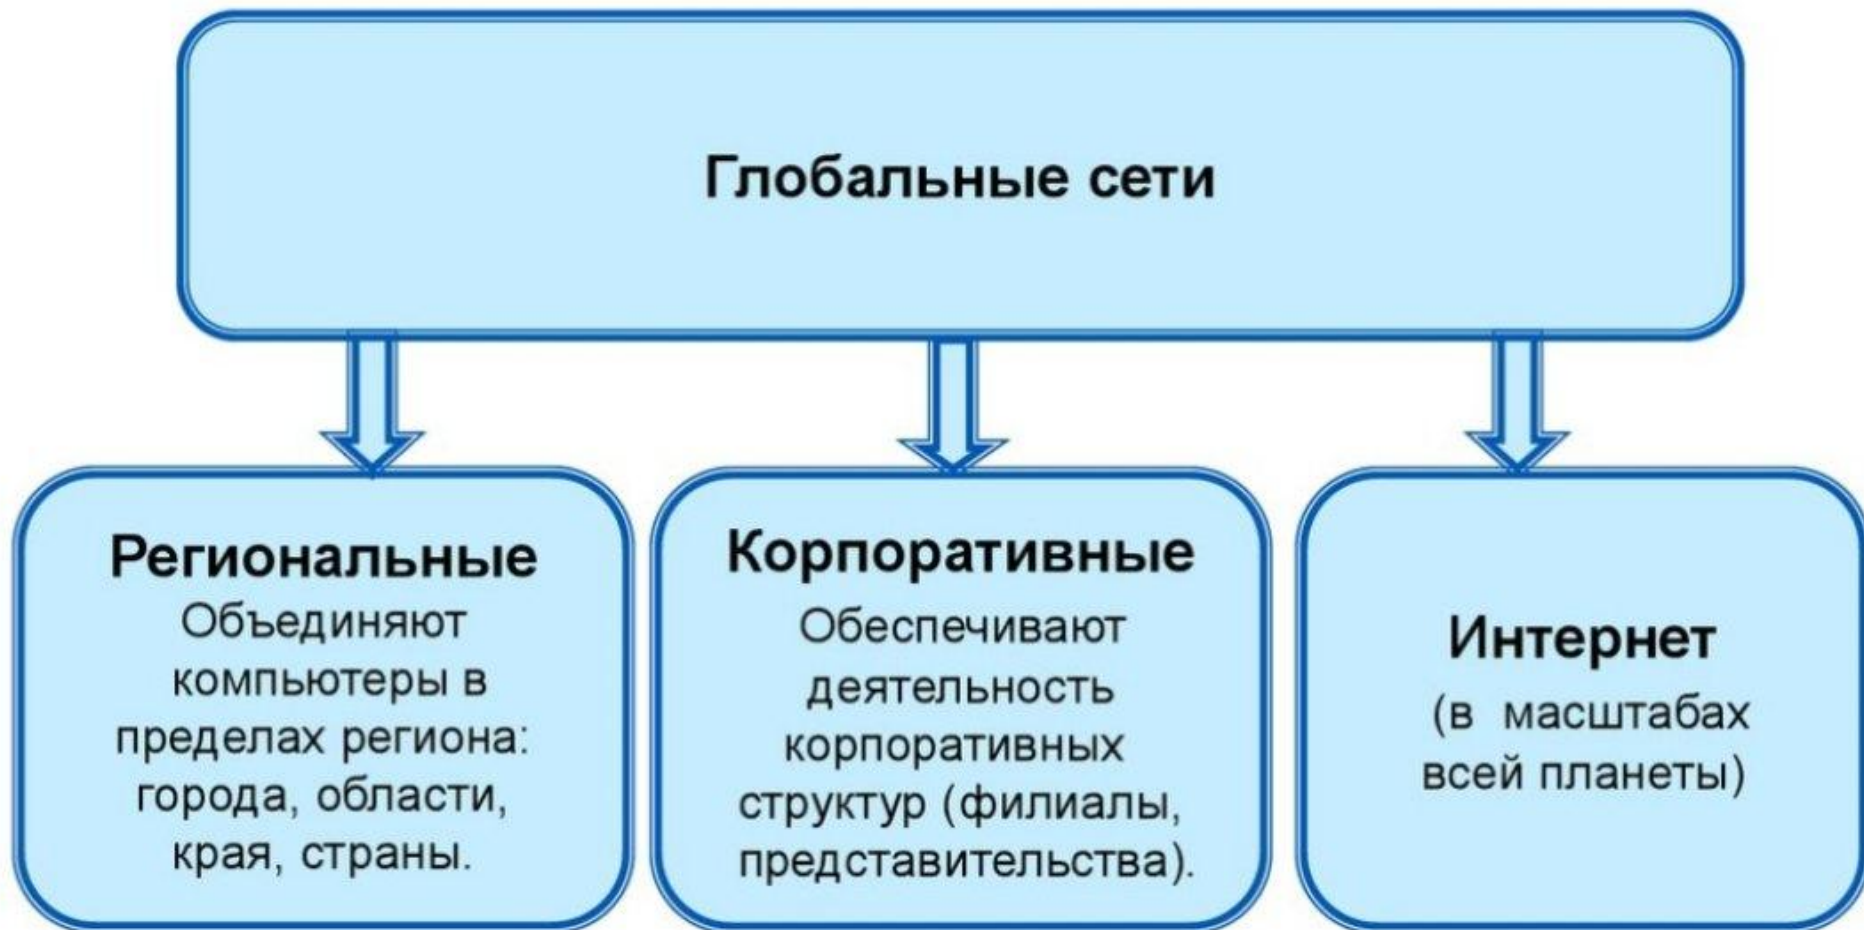 Глобальные сети
Региональные
Объединяют
компьютеры в
пределах региона:
города, области,
края, страны.
Корпоративные
Обеспечивают
деятельность
корпоративных
структур (филиалы,
представительства).
Интернет
(в масштабах
всей планеты)